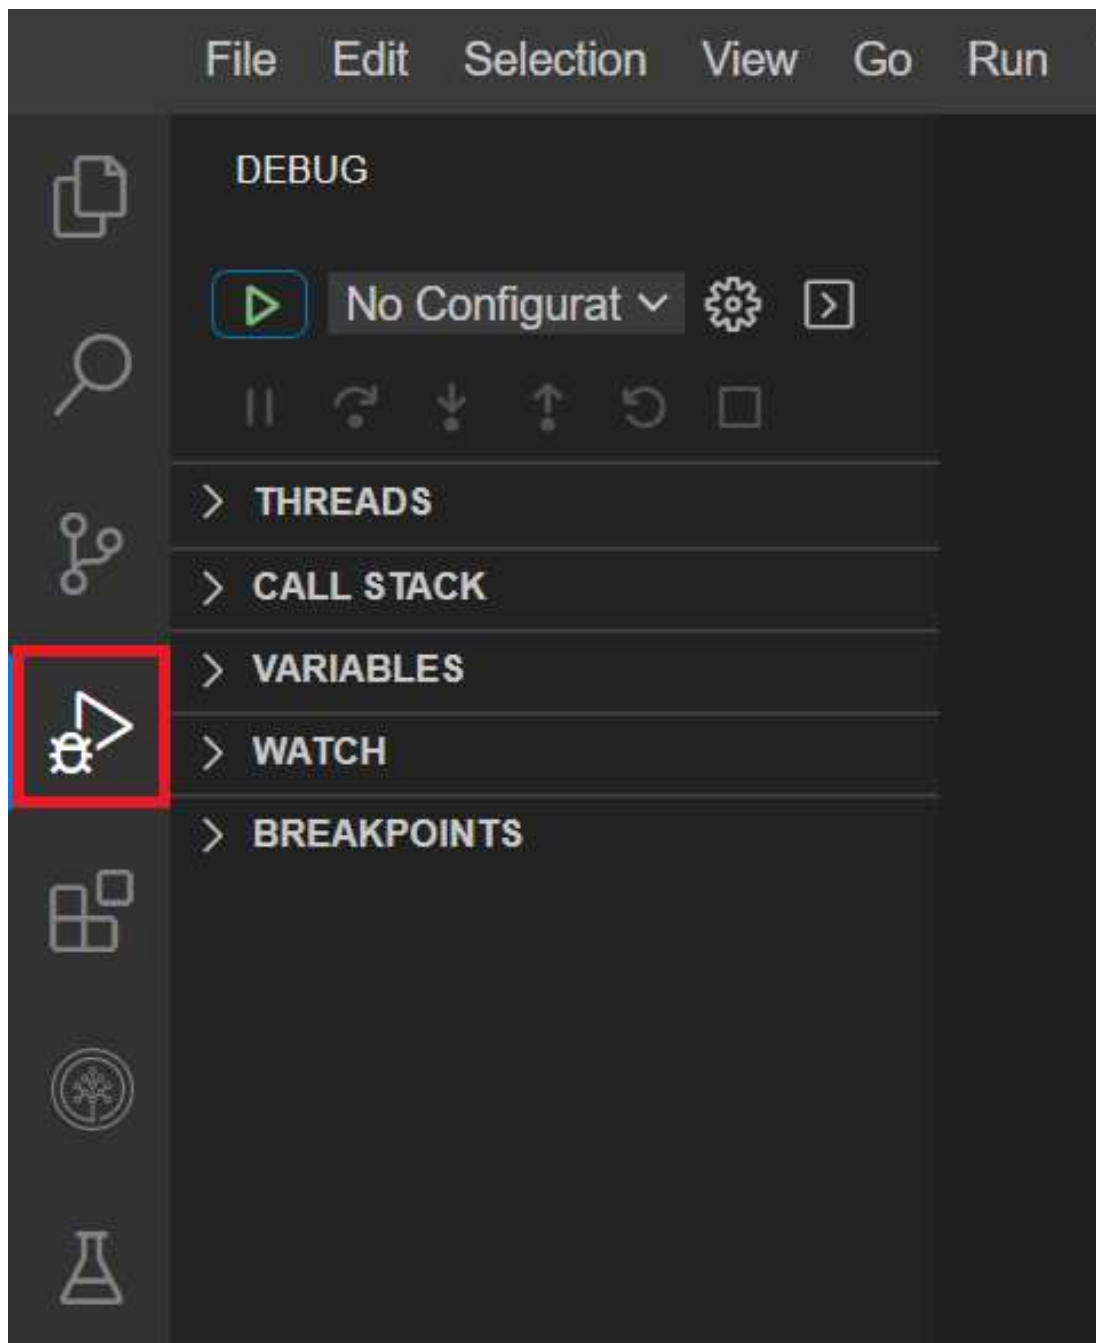 File Edit Selection View Go Run
DEBUG
No Configurat
THREADS
CALL STACK
VARIABLES
WATCH
BREAKPOINTS